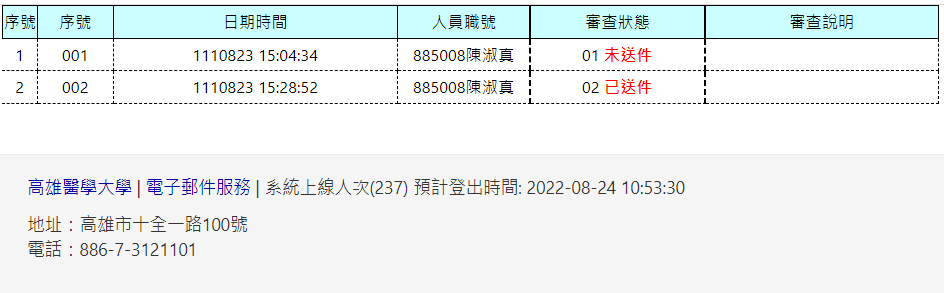 序號 序號 日期時間 人員職號 審查狀態 審查說明
1 001 1110823 15:04:34 885008陳淑真 01 未送件
2 002 1110823 15:28:52 885008陳淑真 02 已送件
高雄醫學大學 | 電子郵件服務 | 系統上線人次(237) 預計登出時間: 2022-08-24 10:53:30
地址：高雄市十全一路100號
電話：886-7-3121101